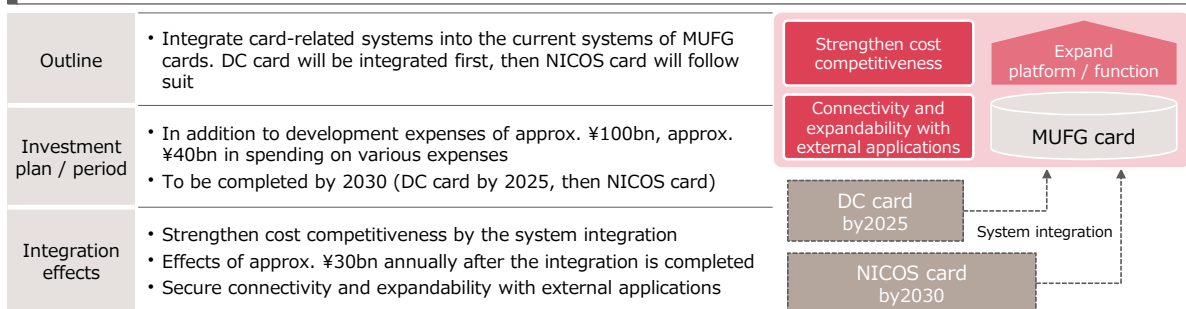 Outline
• Integrate card-related systems into the current systems of MUFG
cards. DC card will be integrated first, then NICOS card will follow
suit
Investment
plan / period
• In addition to development expenses of approx. ¥100bn, approx.
¥40bn in spending on various expenses
• To be completed by 2030 (DC card by 2025, then NICOS card)
Integration
effects
• Strengthen cost competitiveness by the system integration
• Effects of approx. ¥30bn annually after the integration is completed
• Secure connectivity and expandability with external applications
Strengthen cost
competitiveness
Expand
platform / function
Connectivity and
expandability with
external applications
MUFG card
DC card
by2025
System integration
NICOS card
by2030